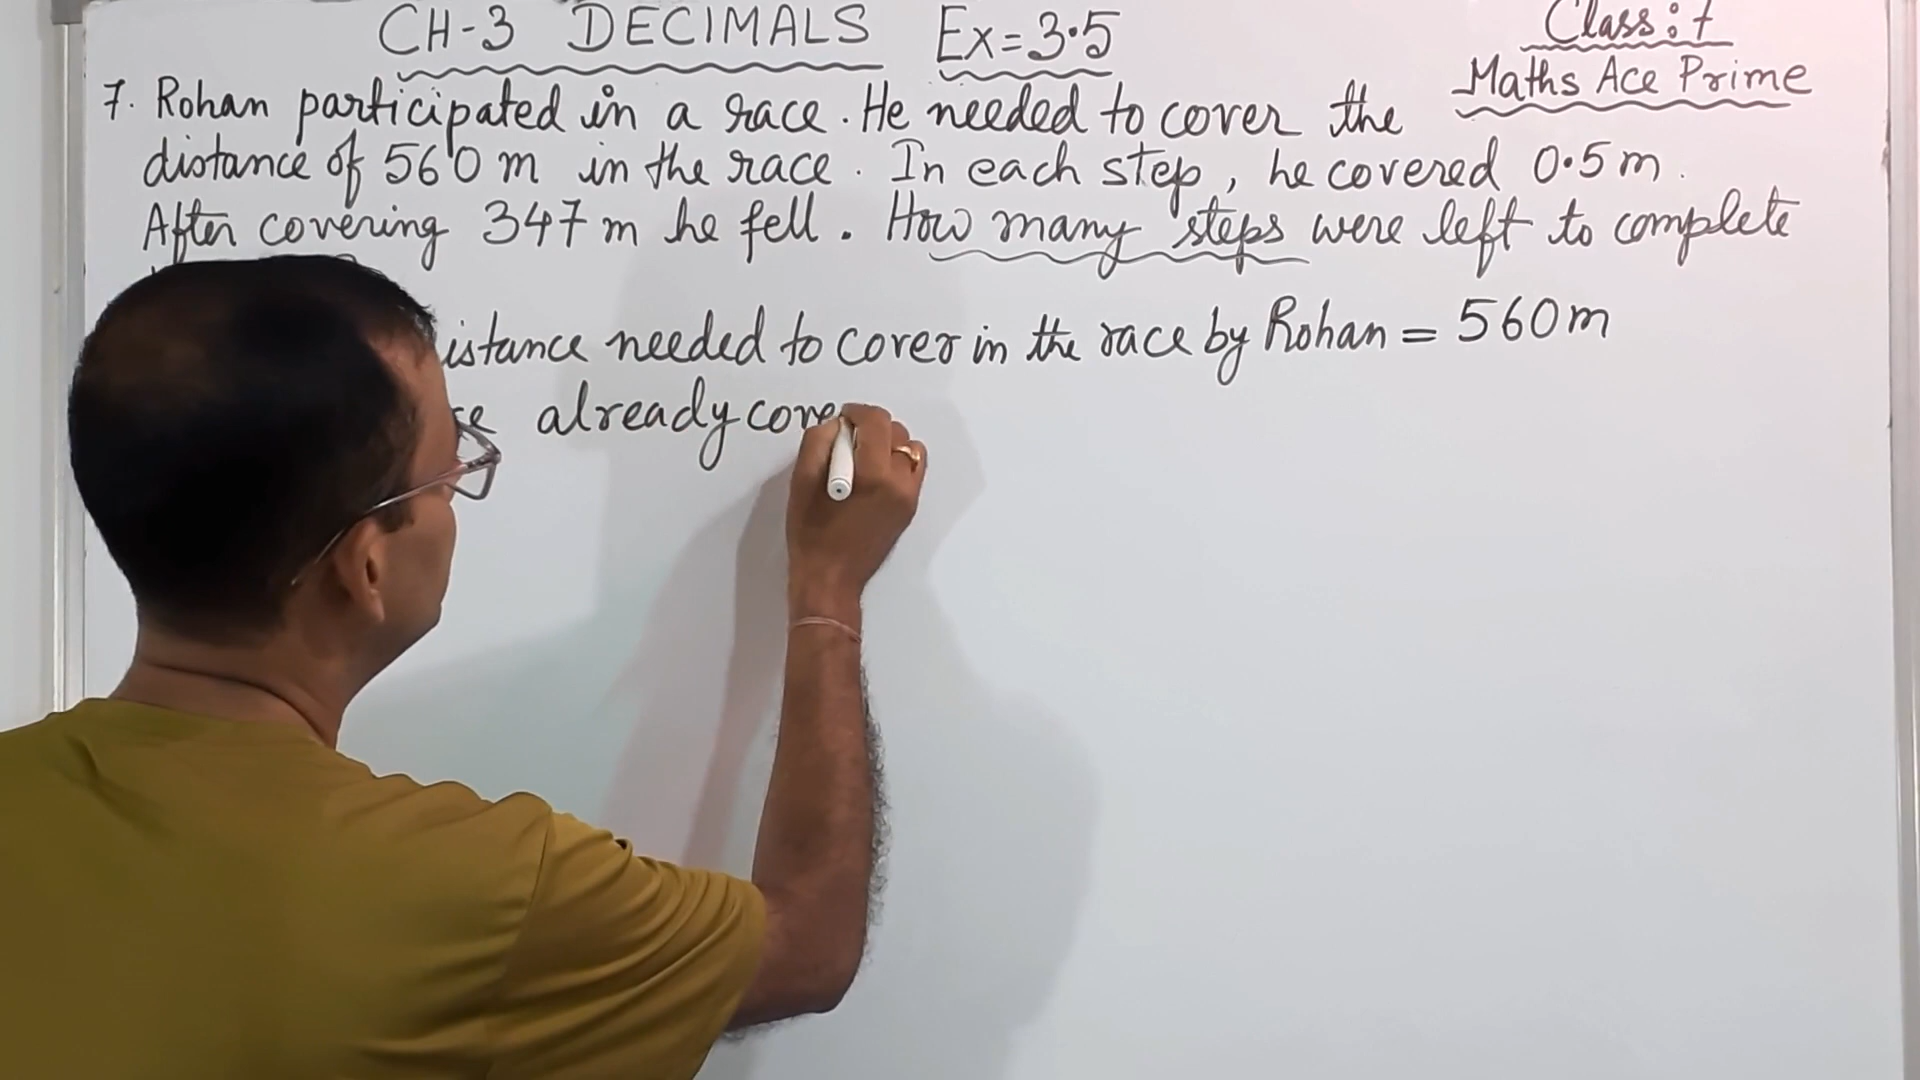 CH-3 DECIMALS Ex=3.5
Class: 7
Maths Ace Prime
7. Rohan participated in a race. He needed to cover the
distance of 560 m in the race. In each step, he covered 0.5 m.
After covering 347 m he fell. How many steps were left to complete
istance needed to cover in the race by Rohan = 560 m
already cove